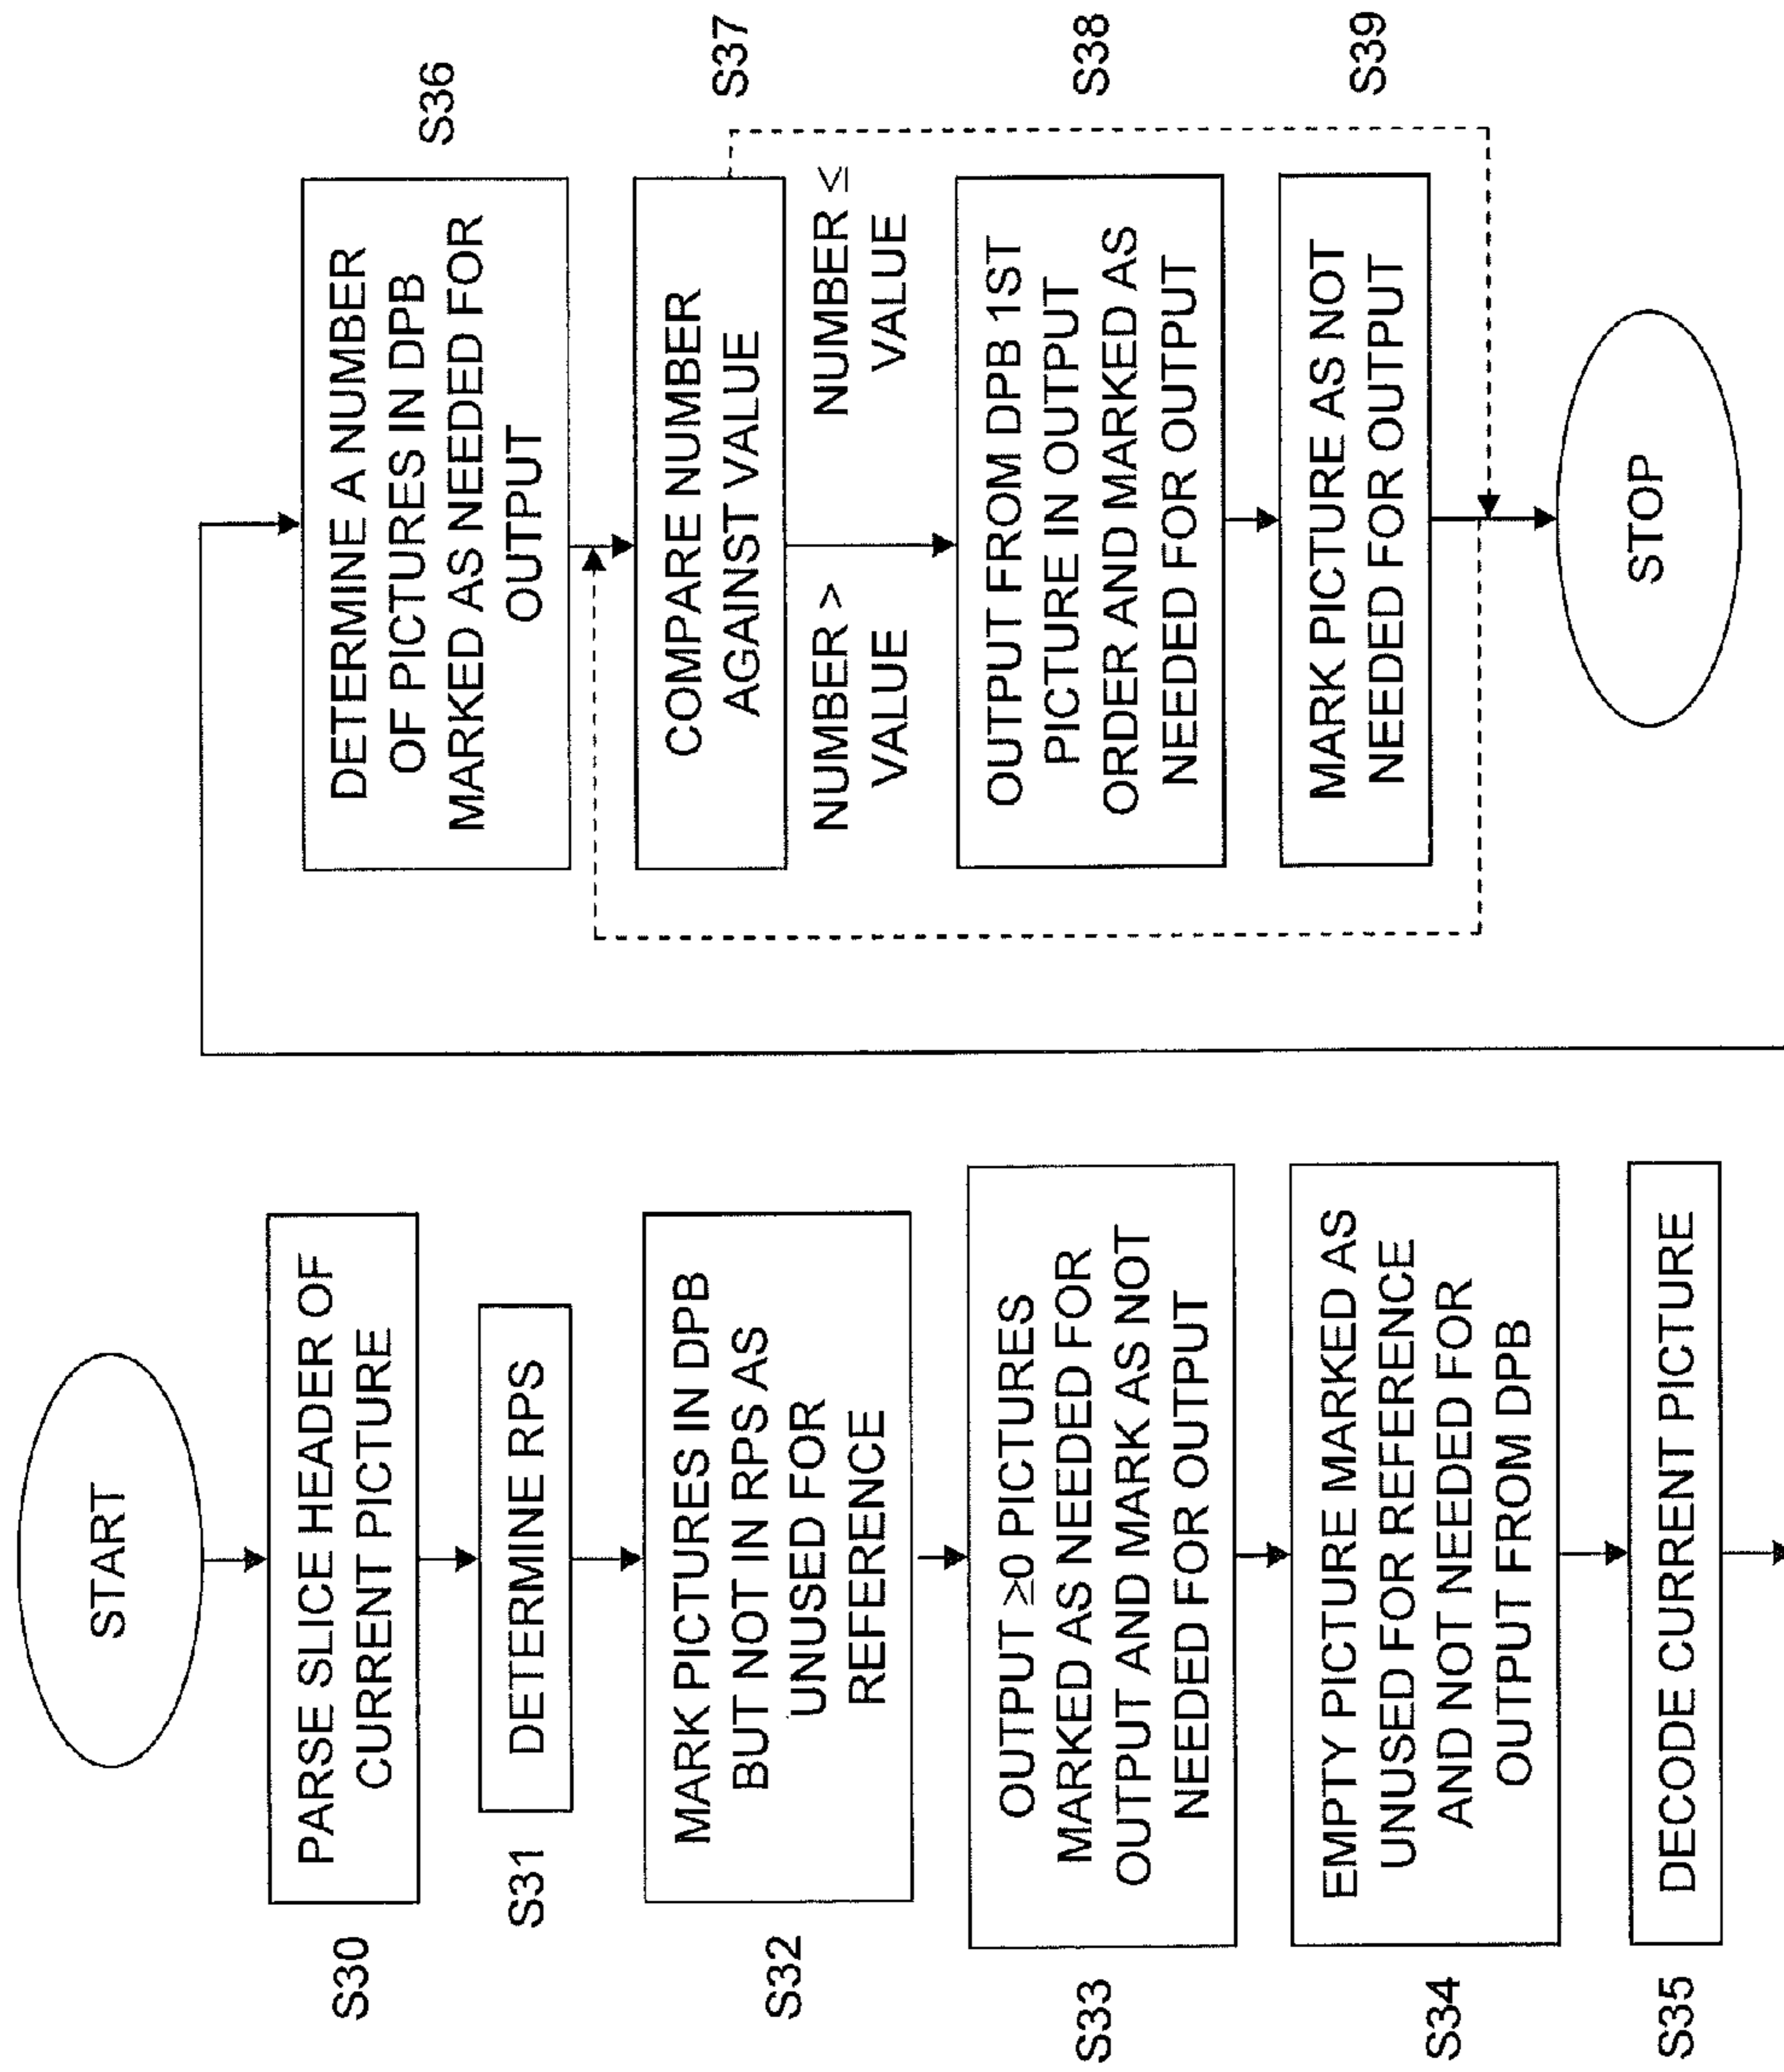 START
S30
PARSE SLICE HEADER OF
CURRENT PICTURE
S31
DETERMINE RPS
S32
MARK PICTURES IN DPB
BUT NOT IN RPS AS
UNUSED FOR
REFERENCE
S33
OUTPUT ≥0 PICTURES
MARKED AS NEEDED FOR
OUTPUT AND MARK AS NOT
NEEDED FOR OUTPUT
S34
EMPTY PICTURE MARKED AS
UNUSED FOR REFERENCE
AND NOT NEEDED FOR
OUTPUT FROM DPB
S35
DECODE CURRENT PICTURE
S36
DETERMINE A NUMBER
OF PICTURES IN DPB
MARKED AS NEEDED FOR
OUTPUT
S37
COMPARE NUMBER
AGAINST VALUE
NUMBER >
VALUE
NUMBER ≤
VALUE
S38
OUTPUT FROM DPB 1ST
PICTURE IN OUTPUT
ORDER AND MARKED AS
NEEDED FOR OUTPUT
S39
MARK PICTURE AS NOT
NEEDED FOR OUTPUT
STOP